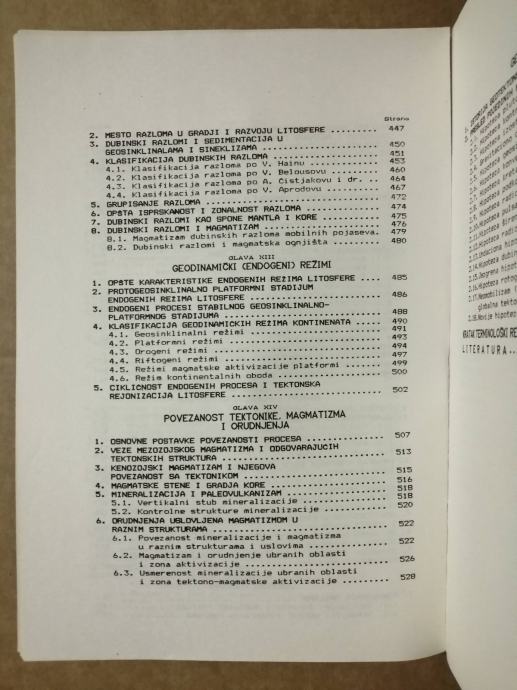 Strana
2. MESTO RAZLOMA U GRADJI I RAZVOJU LITOSFERE ......... 447
3. DUBINSKI RAZLOMI I SEDIMENTACIJA U
GEOSINKLINALAMA I SINEKLIZAMA ................ 450
4. KLASIFIKACIJA DUBINSKIH RAZLOMA ................ 451
4.1. Klasifikacija razloma po V. Hainu ............ 453
4.2. Klasifikacija razloma po V. Belousovu ........ 460
4.3. Klasifikacija razloma po A. Čistjakovu i dr. ... 464
4.4. Klasifikacija razloma po V. Aprodovu ......... 467
5. GRUPISANJE RAZLOMA ................ 472
6. OPŠTA ISPRSKANOST I ZONALNOST RAZLOMA ........ 474
7. DUBINSKI RAZLOMI KAO SPONE MANTLA I KORE ........ 475
8. DUBINSKI RAZLOMI I MAGMATIZAM ................ 476
8.1. Magmatizam dubinskih razloma mobilnih pojaseva. 479
8.2. Dubinski razlomi i magmatska ognjišta ......... 480
GLAVA XIII
GEODINAMIČKI (ENDOGENI) REŽIMI
1. OPŠTE KARAKTERISTIKE ENDOGENIH REŽIMA LITOSFERE ..... 485
2. PROTOGEOSINKLINALNO PLATFORMNI STADIJUM
ENDOGENIH REŽIMA LITOSFERE .................. 486
3. ENDOGENI PROCESI STABILNOG GEOSINKLINALNO-
PLATFORMNOG STADIJUMA ................ 488
4. KLASIFIKACIJA GEODINAMIČKIH REŽIMA KONTINENATA ..... 490
4.1. Geosinklinalni režimi ................ 491
4.2. Platformni režimi ................ 493
4.3. Orogeni režimi ................ 494
4.4. Riftogeni režimi ................ 497
4.5. Režimi magmatske aktivizacije platformi ....... 499
4.6. Režim kontinentalnih oboda ................ 500
5. CIKLIČNOST ENDOGENIH PROCESA I TEKTONSKA
REJONIZACIJA LITOSFERE ................ 502
GLAVA XIV
POVEZANOST TEKTONIKE, MAGMATIZMA
I ORUDNJENJA
1. OSNOVNE POSTAVKE POVEZANOSTI PROCESA ............ 507
2. VEZE MEZOZOJSKOG MAGMATIZMA I ODGOVARAJUĆIH
TEKTONSKIH STRUKTURA ................ 513
3. KENOZOJSKI MAGMATIZAM I NJEGOVA
POVEZANOST SA TEKTONIKOM ................ 515
4. MAGMATSKE STENE I GRADJA KORE ................ 516
5. MINERALIZACIJA I PALEOVULKANIZAM ................ 518
5.1. Vertikalni stub mineralizacije ................ 518
5.2. Kontrolne strukture mineralizacije ............ 520
6. ORUDNJENJA USLOVLJENA MAGMATIZMOM U
RAZNIM STRUKTURAMA ................ 522
6.1. Povezanost mineralizacije i magmatizma
u raznim strukturama i uslovima ............ 522
6.2. Magmatizam i orudnjenje ubranih oblasti
i zona aktivizacije ................ 526
6.3. Usmerenost mineralizacije ubranih oblasti
i zona tektono-magmatske aktivizacije ......... 528
KRATAK TERMINOLOŠKI RE
LITERATURA...